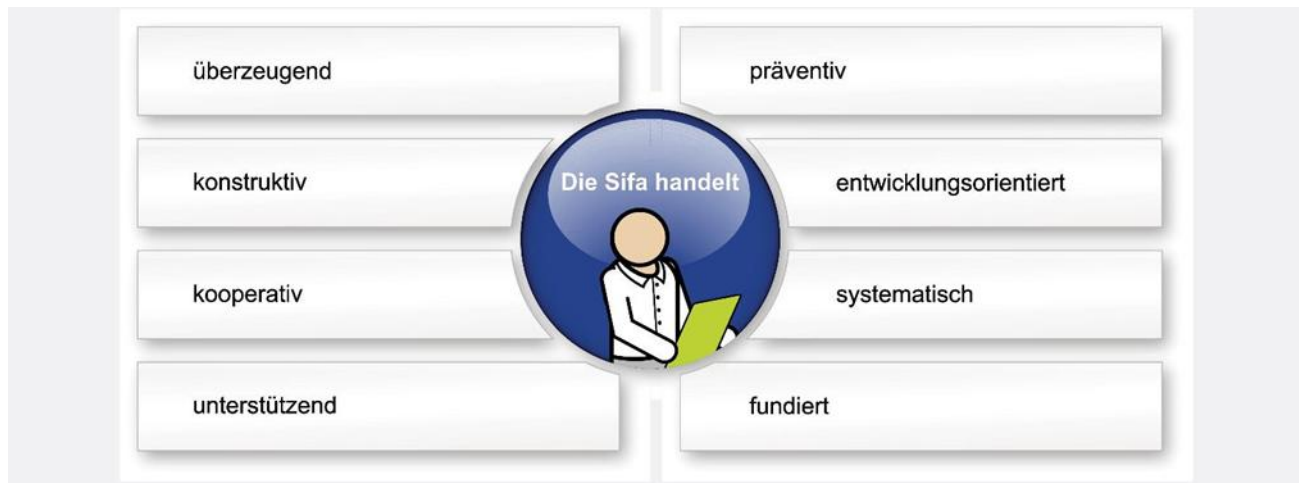 überzeugend
präventiv
konstruktiv
Die Sifa handelt
entwicklungsorientiert
kooperativ
systematisch
unterstützend
fundiert